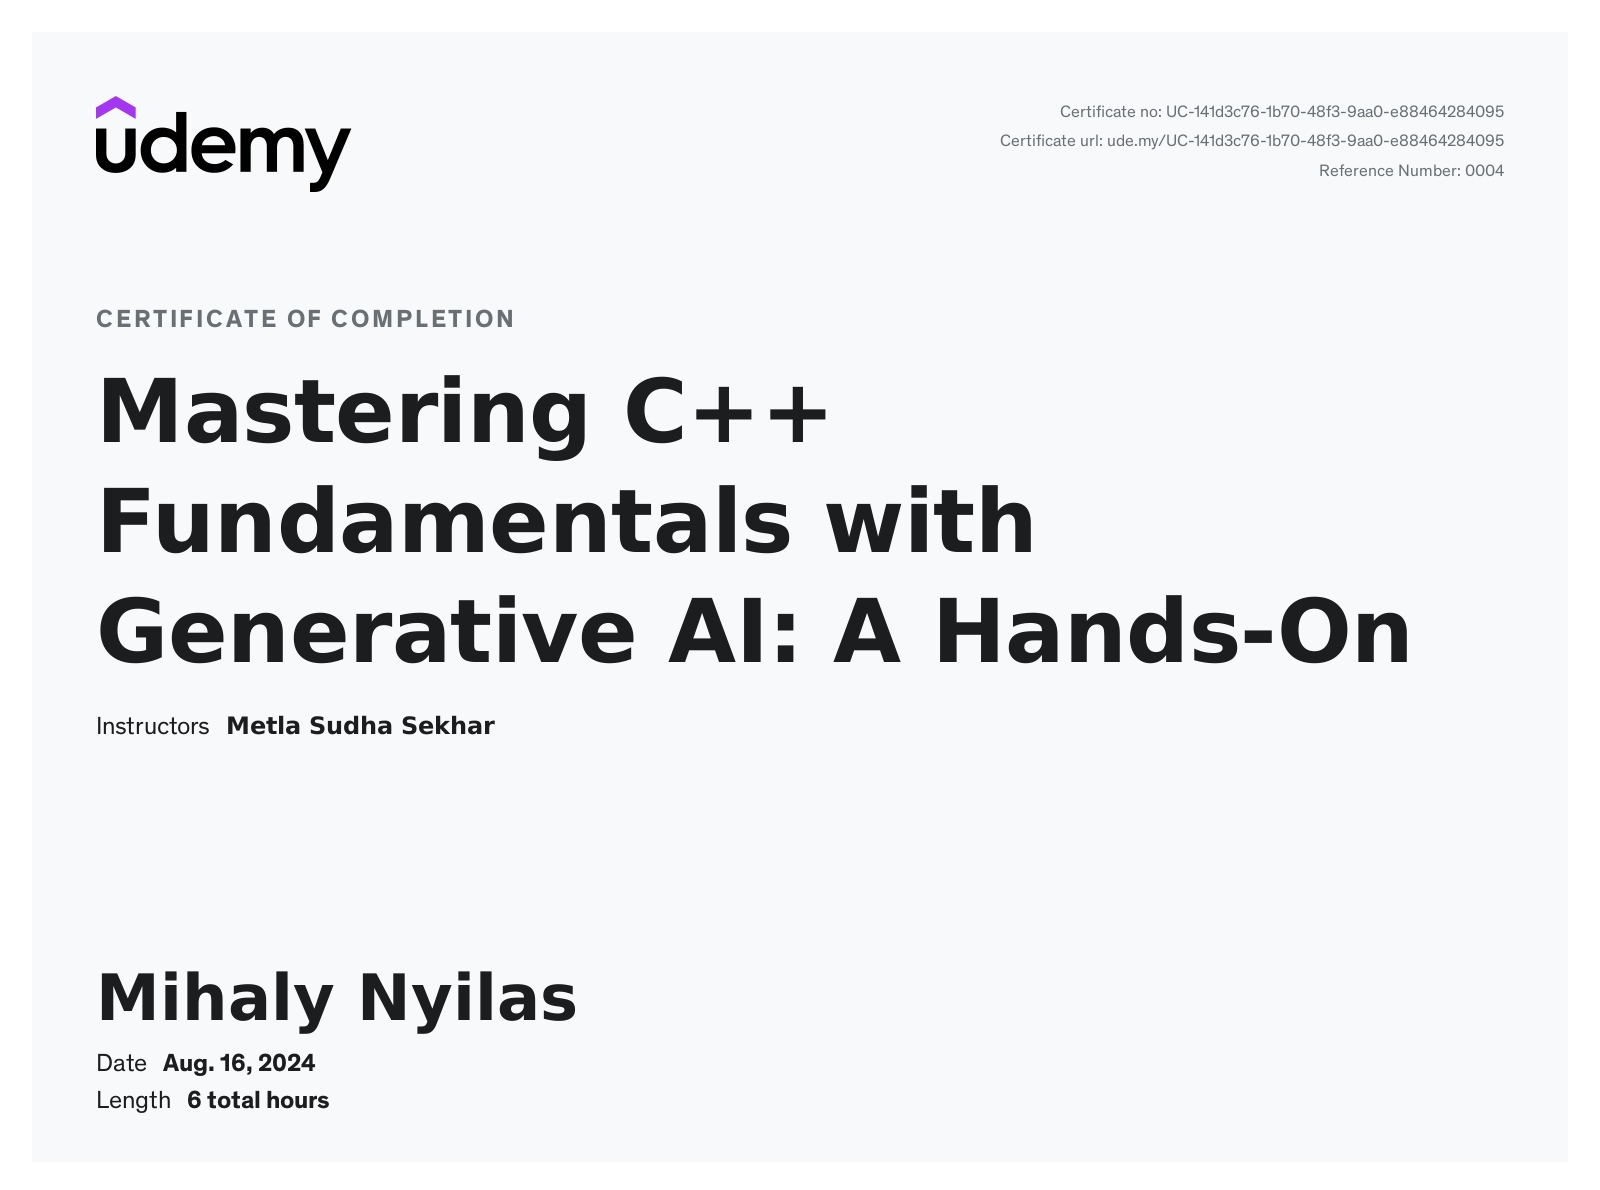 udemy
Certificate no: UC-141d3c76-1b70-48f3-9aa0-e88464284095
Certificate url: ude.my/UC-141d3c76-1b70-48f3-9aa0-e88464284095
Reference Number: 0004
CERTIFICATE OF COMPLETION
Mastering C++
Fundamentals with
Generative AI: A Hands-On
Instructors Metla Sudha Sekhar
Mihaly Nyilas
Date Aug. 16, 2024
Length 6 total hours